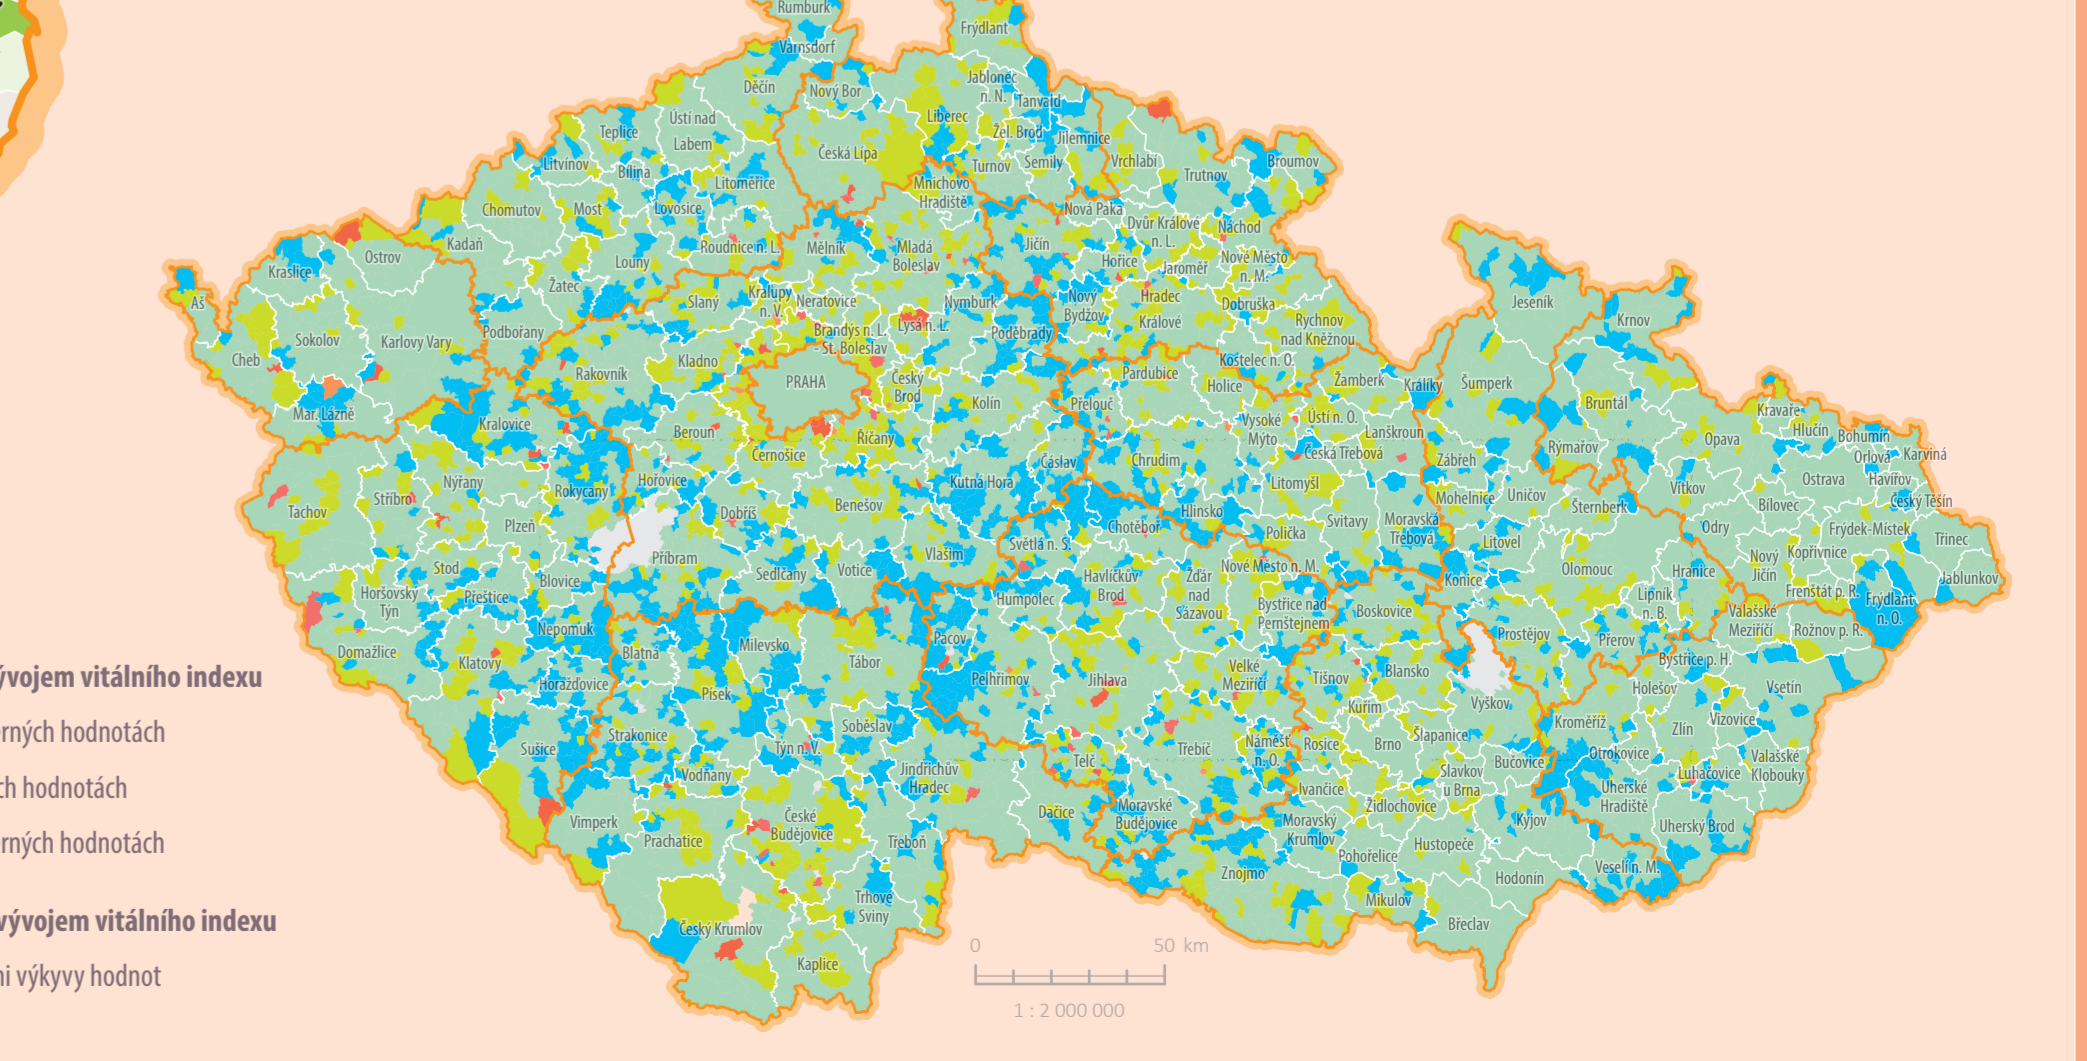 Rumburk
Frýdlant
Varnsdorf
Děčín
Nový Bor
Jablonec
n. N.
Tanvald
Ústí nad
Labem
Teplice
Liberec
Žel. Brod
Jilemnice
Česká Lípa
Litvínov
Bílina
Litoměřice
Turnov
Semily
Vrchlabí
Trutnov
Broumov
Mnichovo
Hradiště
Chomutov
Most
Lovosice
Nová Paka
Dvůr Králové
n. L.
Náchod
Kadaň
Roudnice n. L.
Mělník
Mladá
Boleslav
Jičín
Ostrov
Kraslice
Louny
Hořice
Jaroměř
Nové Město
n. M.
Žatec
Aš
Slaný
Kralupy
n. V.
Neratovice
Nymburk
Nový
Bydžov
Hradec
Králové
Dobruška
Jeseník
Krnov
Podbořany
Brandýs n. L.
- St. Boleslav
Lysá n. L.
Poděbrady
Rychnov
nad Kněžnou
Sokolov
Karlovy Vary
Cheb
Kladno
Kostelec n. O.
Rakovník
PRAHA
Český
Brod
Pardubice
Holice
Žamberk
Králíky
Šumperk
Kolín
Přelouč
Bruntál
Mar. Lázně
Kravaře
Kralovice
Vysoké
Mýto
Ústí n. O.
Lanškroun
Hlučín
Bohumín
Beroun
Říčany
Opava
Orlová
Karviná
Černošice
Česká Třebová
Rýmařov
Čáslav
Chrudim
Zábřeh
Nýřany
Hořovice
Kutná Hora
Litomyšl
Ostrava
Havířov
Stříbro
Rokycany
Vítkov
Mohelnice
Uničov
Český Těšín
Tachov
Dobříš
Benešov
Hlinsko
Šternberk
Bílovec
Plzeň
Chotěboř
Polička
Svitavy
Moravská
Třebová
Odry
Frýdek-Místek
Třinec
Světlá n. S.
Litovel
Příbram
Vlašim
Nový
Jičín
Kopřivnice
Stod
Blovice
Sedlčany
Votice
Havlíčkův
Brod
Žďár
nad
Sázavou
Nové Město n. M.
Olomouc
Hranice
Jablunkov
Horšovský
Týn
Přeštice
Humpolec
Konice
Frenštát p. R.
Frýdlant
n. O.
Bystřice nad
Pernštejnem
Boskovice
Lipník
n. B.
Valašské
Meziříčí
Rožnov p. R.
Nepomuk
Prostějov
Přerov
Domažlice
Klatovy
Blatná
Milevsko
Tábor
Pacov
Bystřice p. H.
Pelhřimov
Jihlava
Velké
Meziříčí
Tišnov
Blansko
Horažďovice
Písek
Holešov
Vsetín
Kuřim
Vyškov
Kroměříž
Zlín
Vizovice
Soběslav
Strakonice
Sušice
Týn n. V.
Třebíč
Náměšť
n. O.
Rosice
Brno
Šlapanice
Otrokovice
Telč
Bučovice
Valašské
Klobouky
Vodňany
Jindřichův
Hradec
Slavkov
u Brna
Luhačovice
Ivančice
Uherské
Hradiště
Dačice
Moravské
Budějovice
Židlochovice
Vimperk
České
Budějovice
Moravský
Krumlov
Kyjov
Uherský Brod
Prachatice
Třeboň
Hustopeče
Pohořelice
Veselí n. M.
Znojmo
Hodonín
Trhové
Sviny
Mikulov
Český Krumlov
Břeclav
Kaplice
ývojem vitálního indexu
ěrných hodnotách
ch hodnotách
ěrných hodnotách
vývojem vitálního indexu
ni výkyvy hodnot
0 50 km
1 : 2 000 000